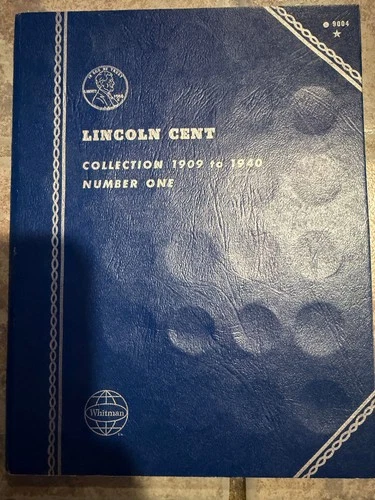 9004
LINCOLN CENT
COLLECTION 1909 to 1940
NUMBER ONE
Whitman